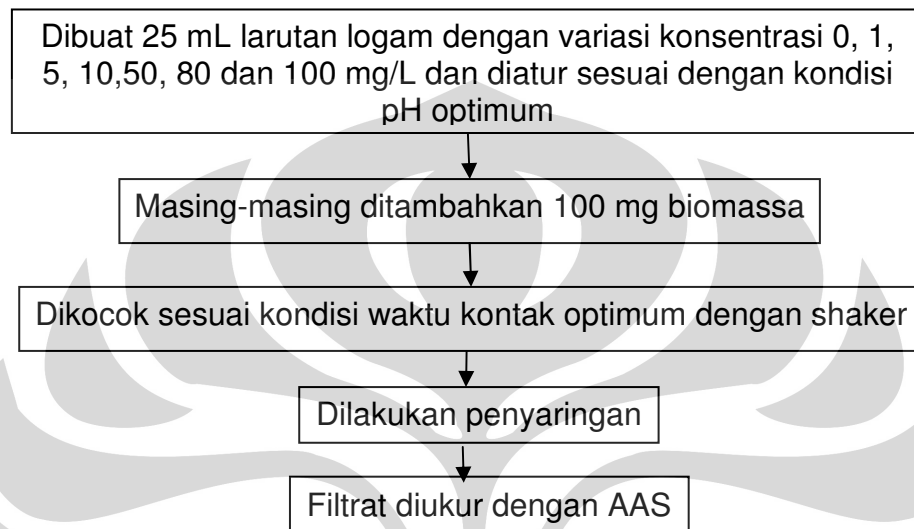 Dibuat 25 mL larutan logam dengan variasi konsentrasi 0, 1,
5, 10,50, 80 dan 100 mg/L dan diatur sesuai dengan kondisi
pH optimum
Masing-masing ditambahkan 100 mg biomassa
Dikocok sesuai kondisi waktu kontak optimum dengan shaker
Dilakukan penyaringan
Filtrat diukur dengan AAS